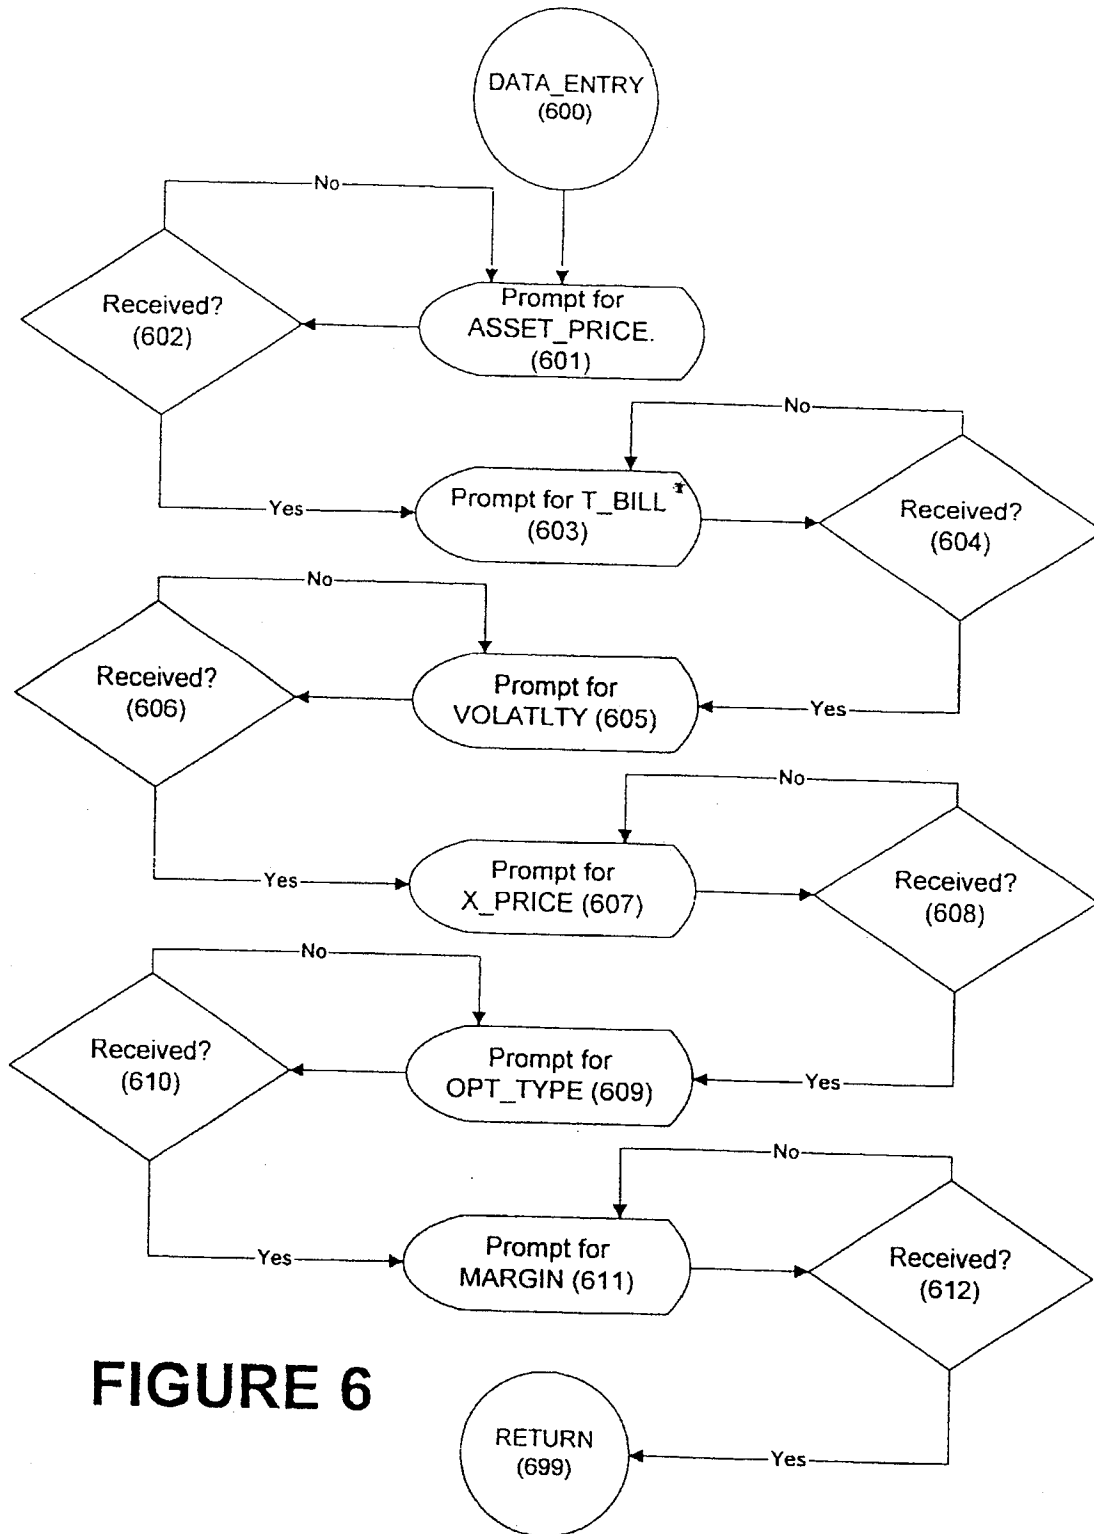 DATA_ENTRY
(600)
No
Received?
(602)
Prompt for
ASSET_PRICE.
(601)
No
Yes
Prompt for T_BILL
(603)
Received?
(604)
No
Received?
(606)
Prompt for
VOLATLTY (605)
Yes
No
Yes
Prompt for
X_PRICE (607)
Received?
(608)
No
Received?
(610)
Prompt for
OPT_TYPE (609)
Yes
No
Yes
Prompt for
MARGIN (611)
Received?
(612)
FIGURE 6
RETURN
(699)
Yes